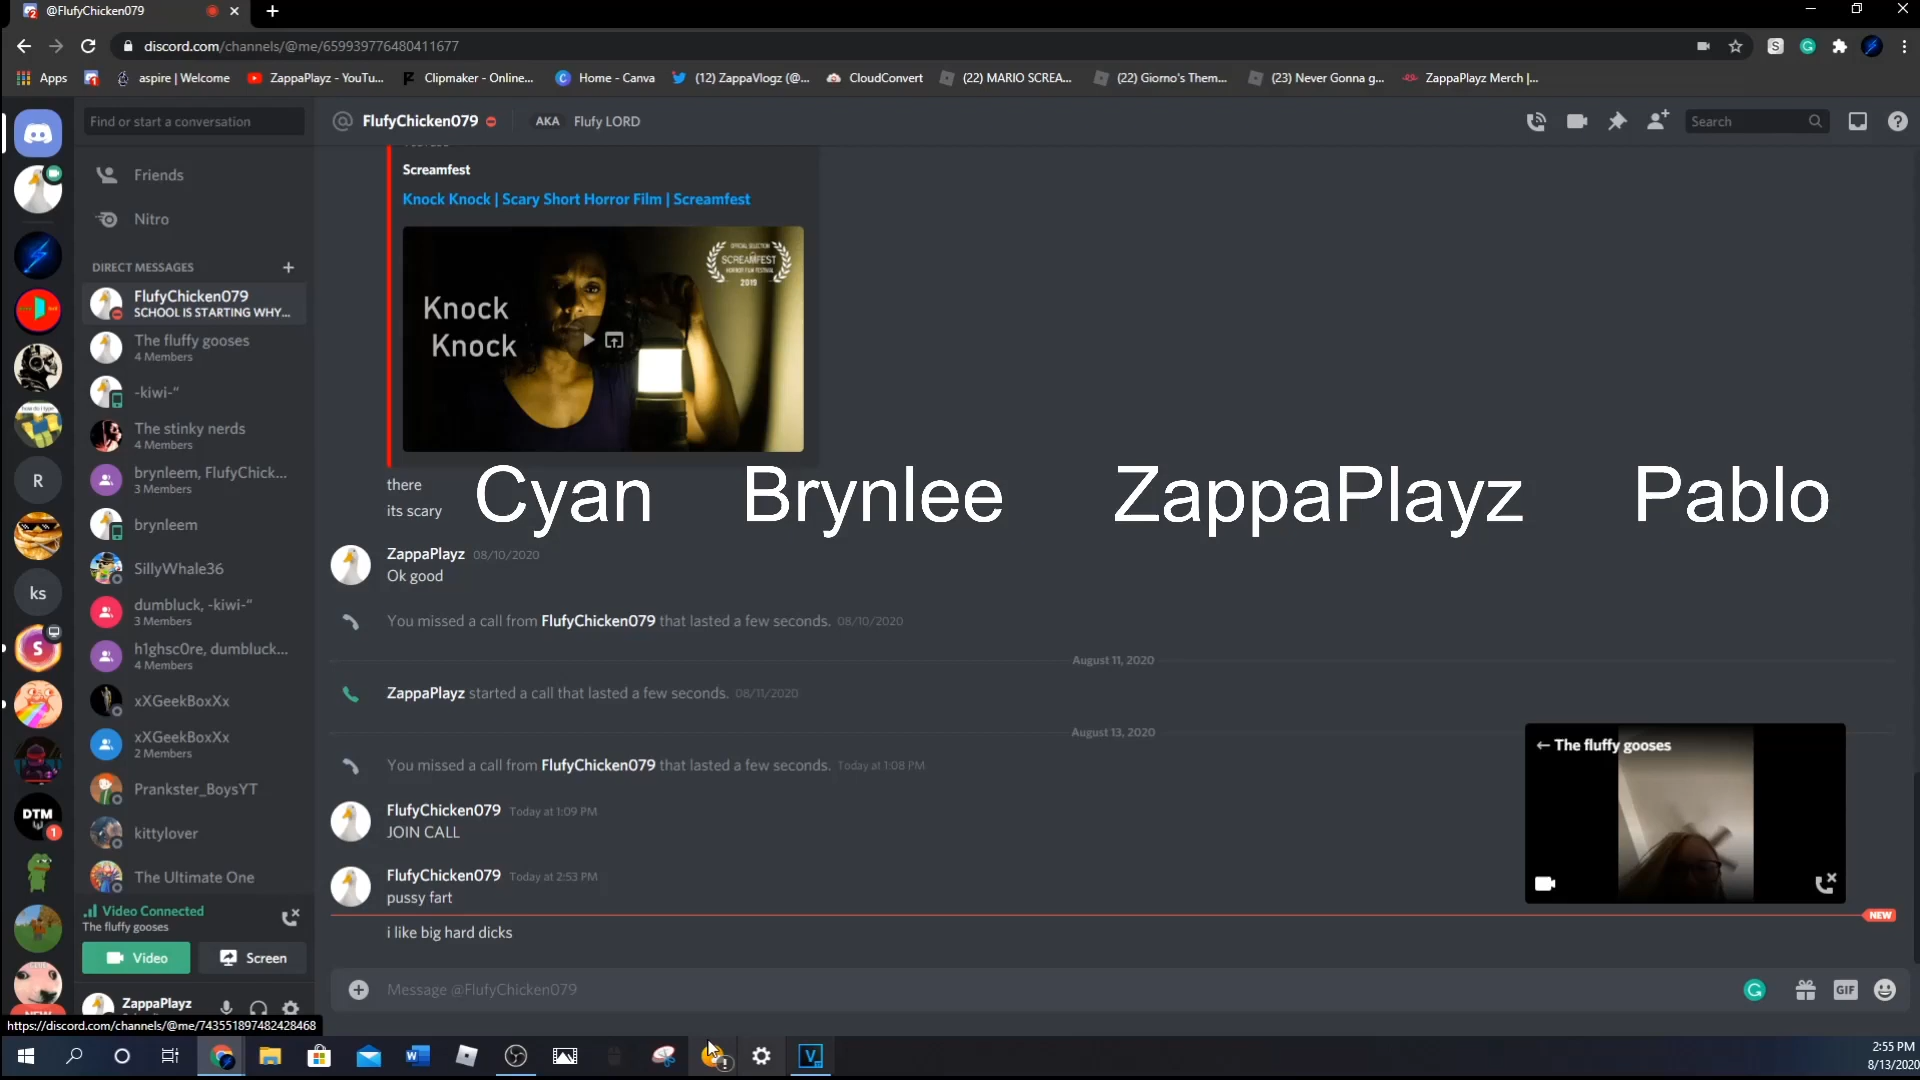 @FlufyChicken079
discord.com/channels/@me/659939776480411677
Apps
aspire | Welcome
ZappaPlayz - YouTu...
Clipmaker - Online...
Home - Canva
(12) ZappaVlogz (@...
CloudConvert
(22) MARIO SCREA...
(22) Giorno's Them...
(23) Never Gonna g...
ZappaPlayz Merch |...
Find or start a conversation
@ FlufyChicken079
AKA Flufy LORD
Search
Friends
Nitro
DIRECT MESSAGES
FlufyChicken079
SCHOOL IS STARTING WHY...
The fluffy gooses
4 Members
-kiwi-“
The stinky nerds
4 Members
brynleem, FlufyChick...
3 Members
brynleem
SillyWhale36
dumbluck, -kiwi-“
3 Members
h1ghsc0re, dumbluck...
4 Members
xXGeekBoxXx
xXGeekBoxXx
2 Members
Prankster_BoysYT
kittylover
The Ultimate One
R
ks
S
DTM
1
Video Connected
The fluffy gooses
Video
Screen
ZappaPlayz
https://discord.com/channels/@me/743551897482428468
Screamfest
Knock Knock | Scary Short Horror Film | Screamfest
OFFICIAL SELECTION
SCREAMFEST
HORROR FILM FESTIVAL
2019
Knock
Knock
there
its scary
Cyan Brynlee ZappaPlayz Pablo
ZappaPlayz 08/10/2020
Ok good
You missed a call from FlufyChicken079 that lasted a few seconds. 08/10/2020
August 11, 2020
ZappaPlayz started a call that lasted a few seconds. 08/11/2020
August 13, 2020
You missed a call from FlufyChicken079 that lasted a few seconds. Today at 1:08 PM
FlufyChicken079 Today at 1:09 PM
JOIN CALL
FlufyChicken079 Today at 2:53 PM
pussy fart
NEW
i like big hard dicks
The fluffy gooses
Message @FlufyChicken079
GIF
2:55 PM
8/13/2020